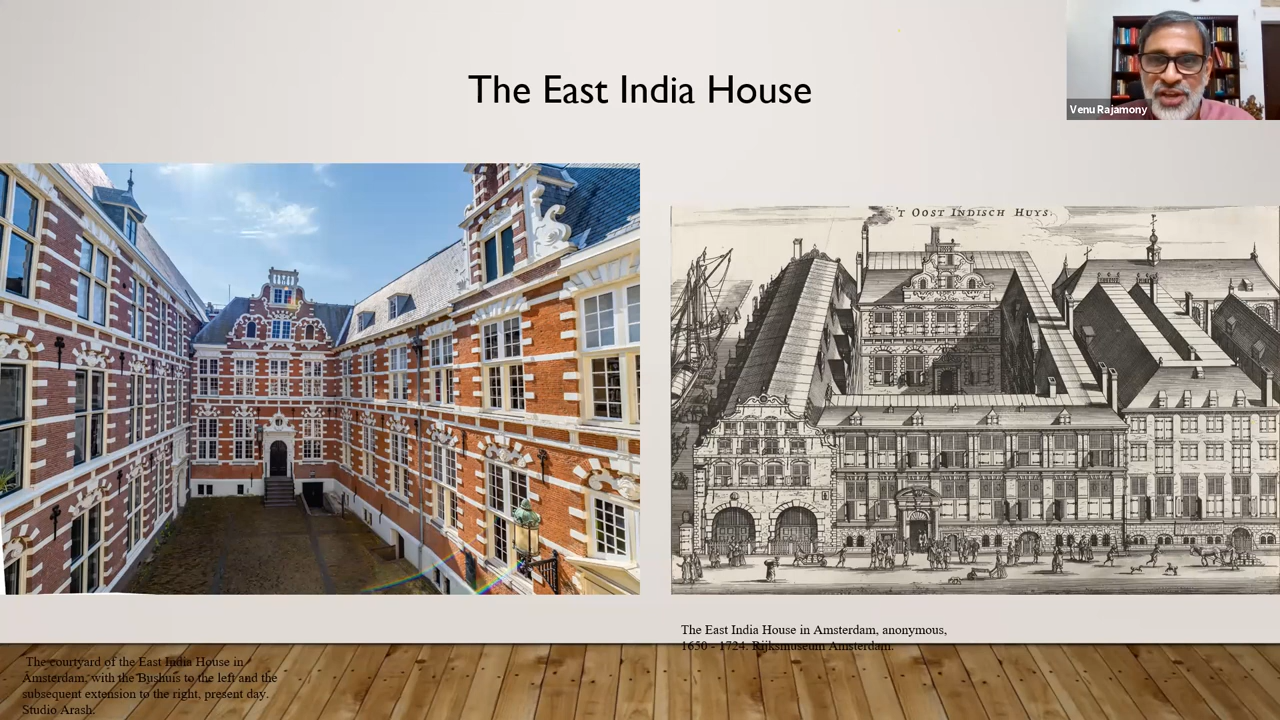 The East India House
Venu Rajamony
'T OOST INDISCH HUYS.
The East India House in Amsterdam, anonymous,
1650 - 1724. Rijksmuseum Amsterdam.
The courtyard of the East India House in
Amsterdam, with the Bushuis to the left and the
subsequent extension to the right, present day.
Studio Arash.